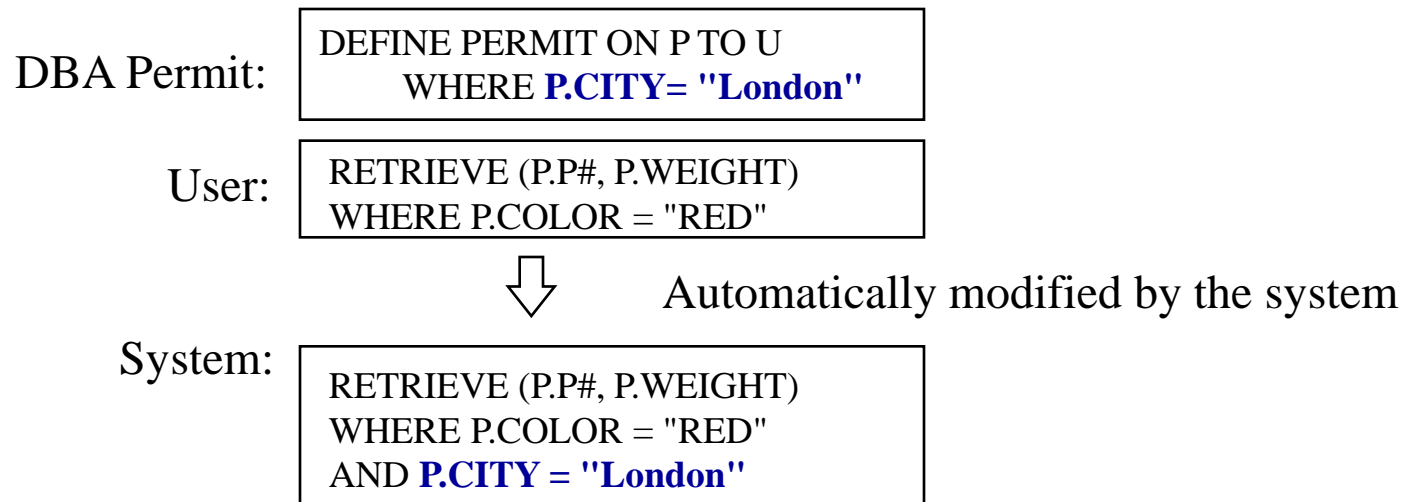 DBA Permit:
DEFINE PERMIT ON P TO U
WHERE P.CITY= "London"
User:
RETRIEVE (P.P#, P.WEIGHT)
WHERE P.COLOR = "RED"
Automatically modified by the system
System:
RETRIEVE (P.P#, P.WEIGHT)
WHERE P.COLOR = "RED"
AND P.CITY = "London"